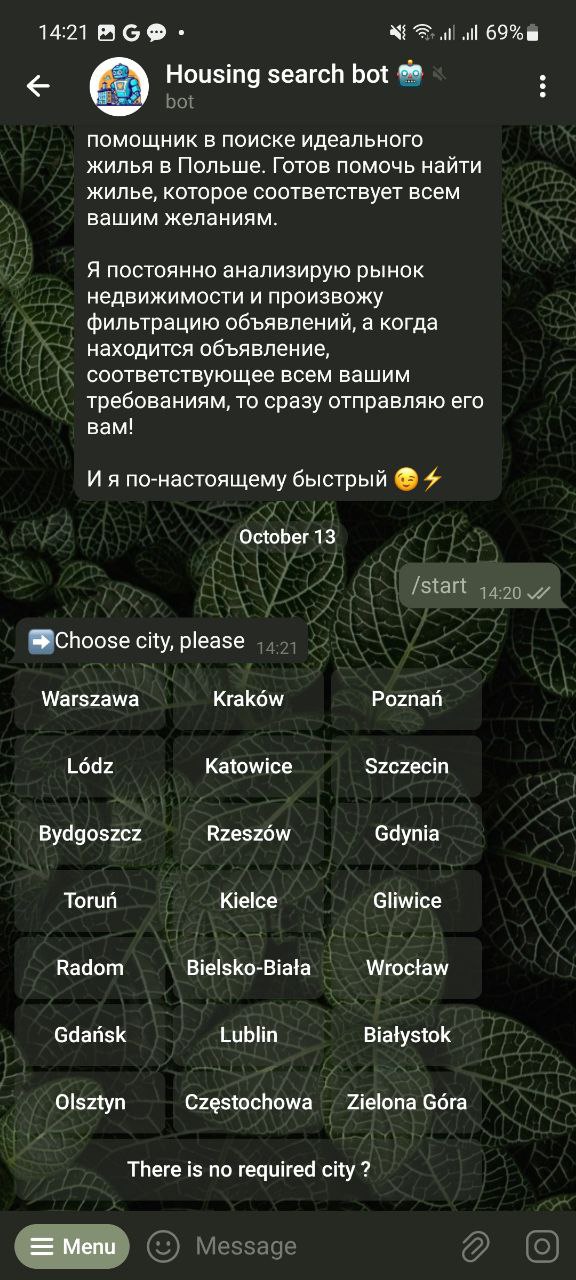 14:21 69%
Housing search bot 🤖
bot
помощник в поиске идеального
жилья в Польше. Готов помочь найти
жилье, которое соответствует всем
вашим желаниям.
Я постоянно анализирую рынок
недвижимости и произвожу
фильтрацию объявлений, а когда
находится объявление,
соответствующее всем вашим
требованиям, то сразу отправляю его
вам!
И я по-настоящему быстрый 😉⚡
October 13
/start 14:20
➡️Choose city, please 14:21
Warszawa Kraków Poznań
Lódz Katowice Szczecin
Bydgoszcz Rzeszów Gdynia
Toruń Kielce Gliwice
Radom Bielsko-Biała Wrocław
Gdańsk Lublin Białystok
Olsztyn Częstochowa Zielona Góra
There is no required city ?
Menu Message